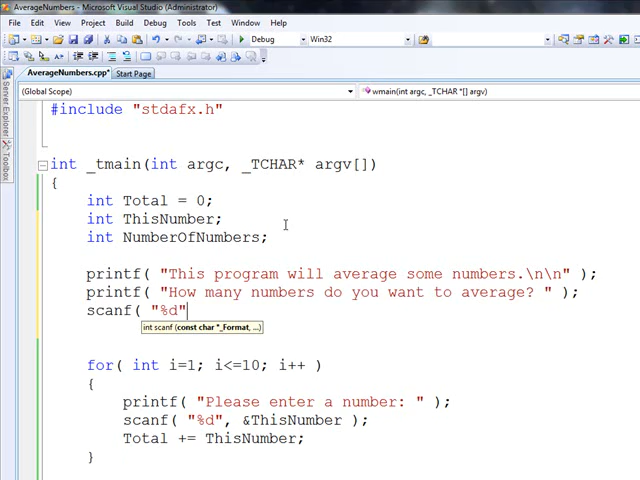 AverageNumbers - Microsoft Visual Studio (Administrator)
File Edit View Project Build Debug Tools Test Window Help
Debug Win32
AverageNumbers.cpp* Start Page
(Global Scope) wmain(int argc, _TCHAR *[] argv)
Server Explorer
Toolbox
#include "stdafx.h"
int _tmain(int argc, _TCHAR* argv[])
{
int Total = 0;
int ThisNumber;
int NumberOfNumbers;
printf( "This program will average some numbers.\n\n" );
printf( "How many numbers do you want to average? " );
scanf( "%d"
int scanf (const char *_Format, ...)
for( int i=1; i<=10; i++ )
{
printf( "Please enter a number: " );
scanf( "%d", &ThisNumber );
Total += ThisNumber;
}